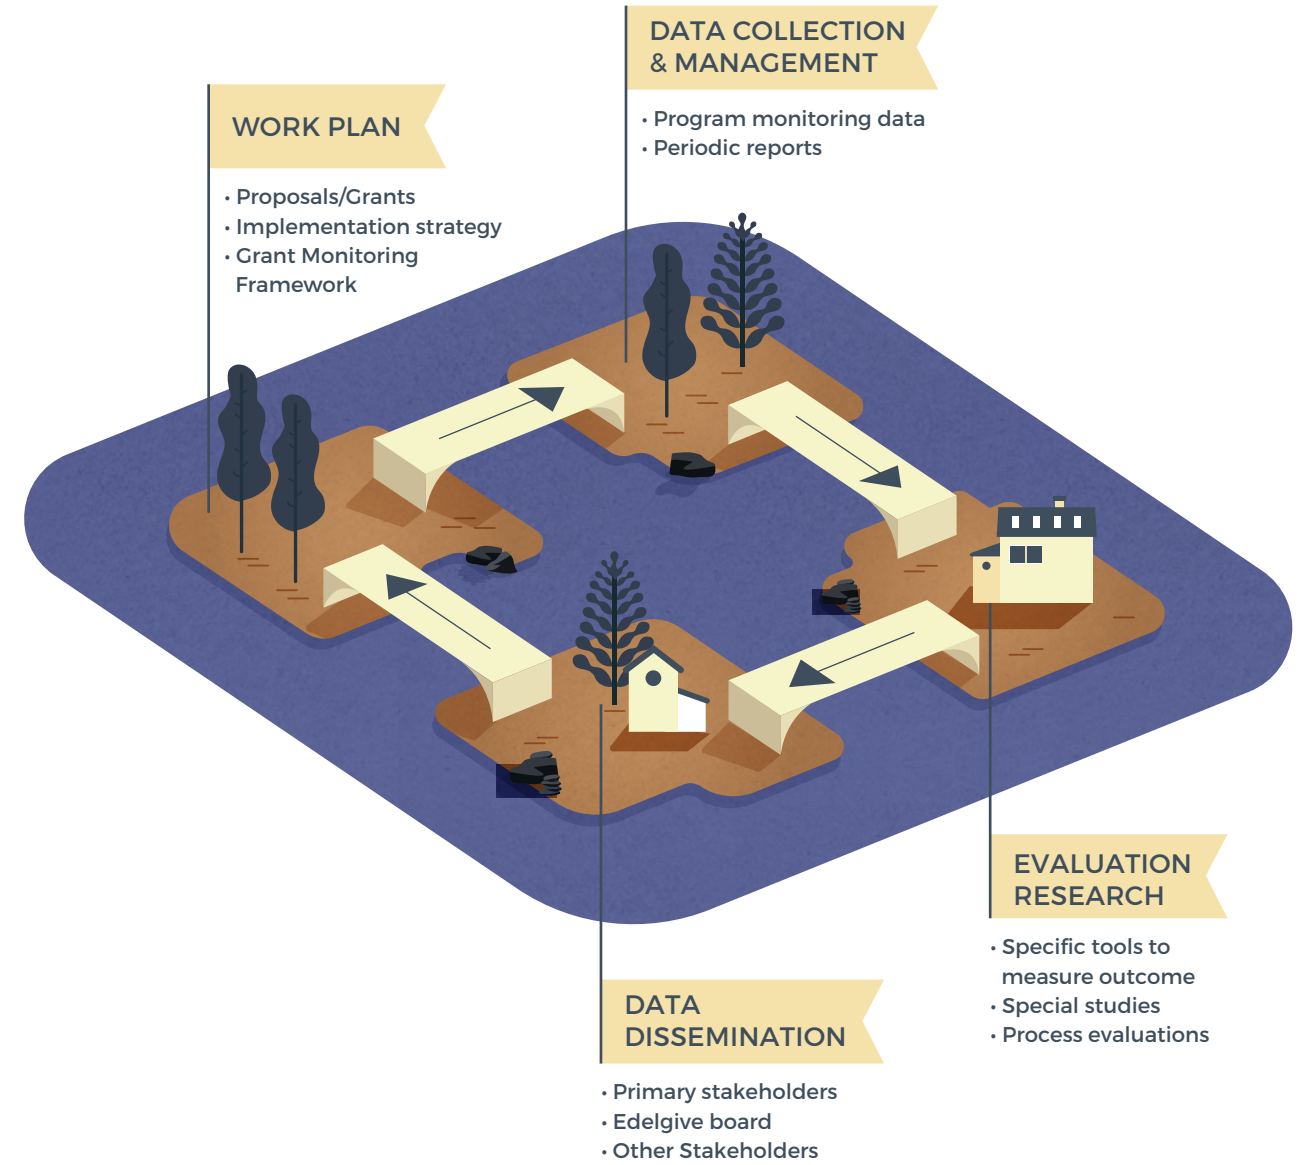 DATA COLLECTION
& MANAGEMENT
• Program monitoring data
• Periodic reports
WORK PLAN
• Proposals/Grants
• Implementation strategy
• Grant Monitoring
Framework
EVALUATION
RESEARCH
• Specific tools to
measure outcome
• Special studies
• Process evaluations
DATA
DISSEMINATION
• Primary stakeholders
• Edelgive board
• Other Stakeholders